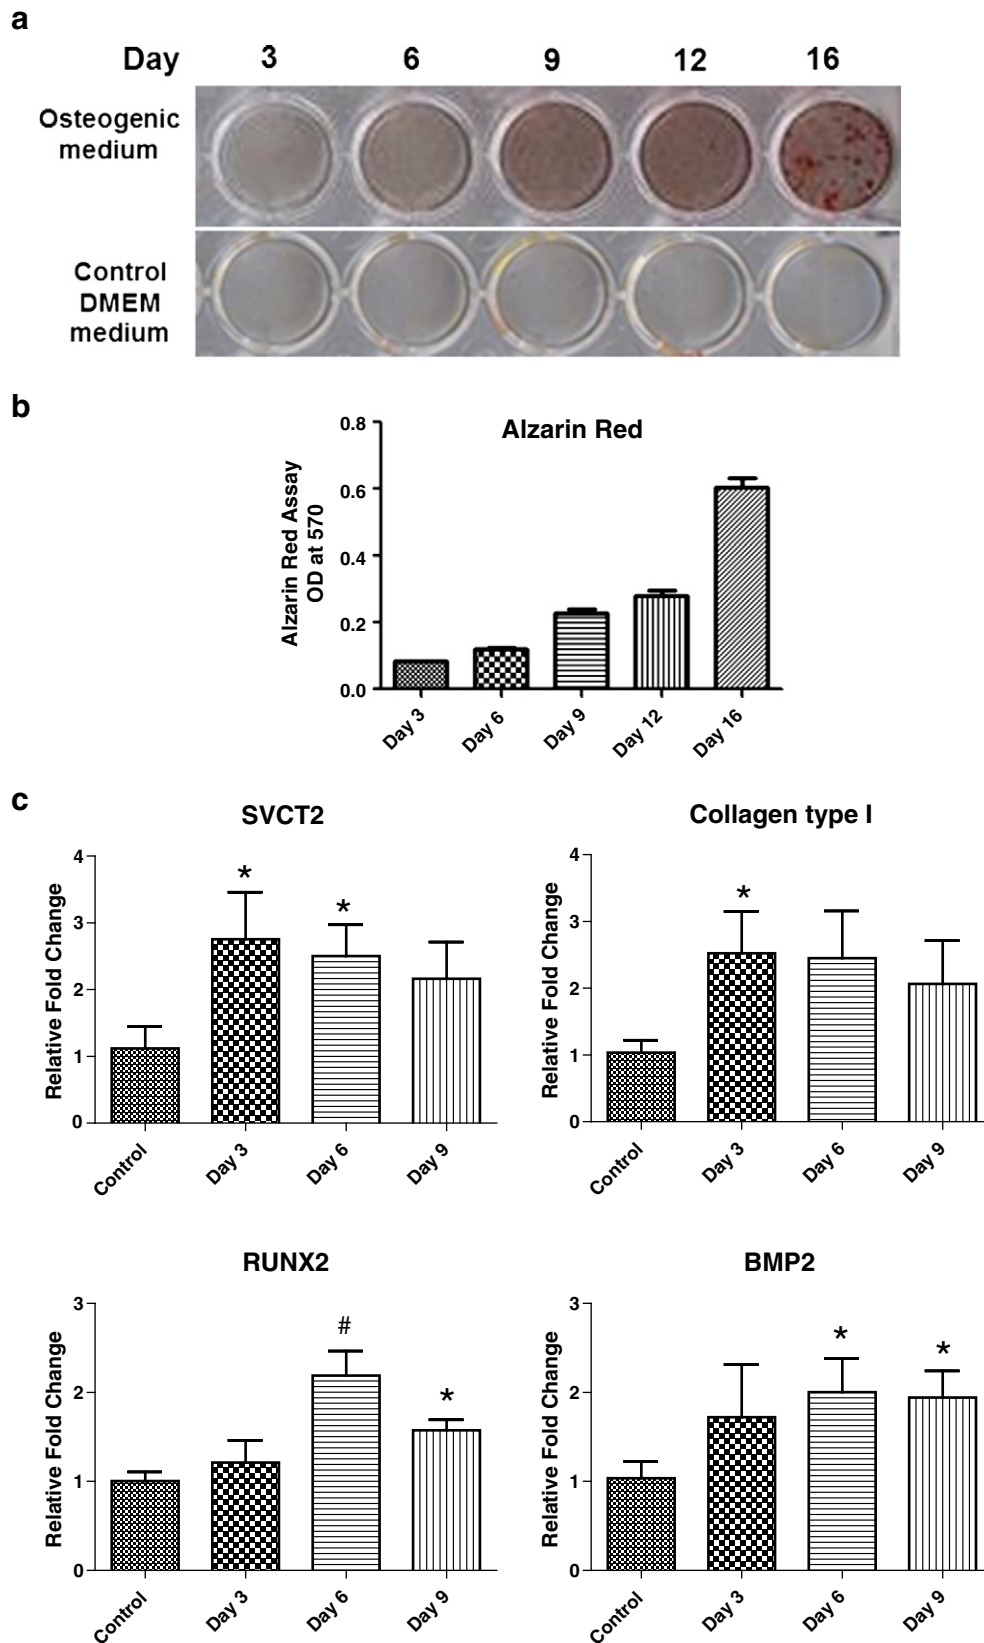 a
Day 3 6 9 12 16
Osteogenic
medium
Control
DMEM
medium
b
Alzarin Red
Alzarin Red Assay
OD at 570
0.8
0.6
0.4
0.2
0.0
Day 3
Day 6
Day 9
Day 12
Day 16
c
SVCT2
Relative Fold Change
4
3
2
1
0
*
*
Control
Day 3
Day 6
Day 9
Collagen type I
Relative Fold Change
4
3
2
1
0
*
Control
Day 3
Day 6
Day 9
RUNX2
Relative Fold Change
3
2
1
0
#
*
Control
Day 3
Day 6
Day 9
BMP2
Relative Fold Change
3
2
1
0
*
*
Control
Day 3
Day 6
Day 9